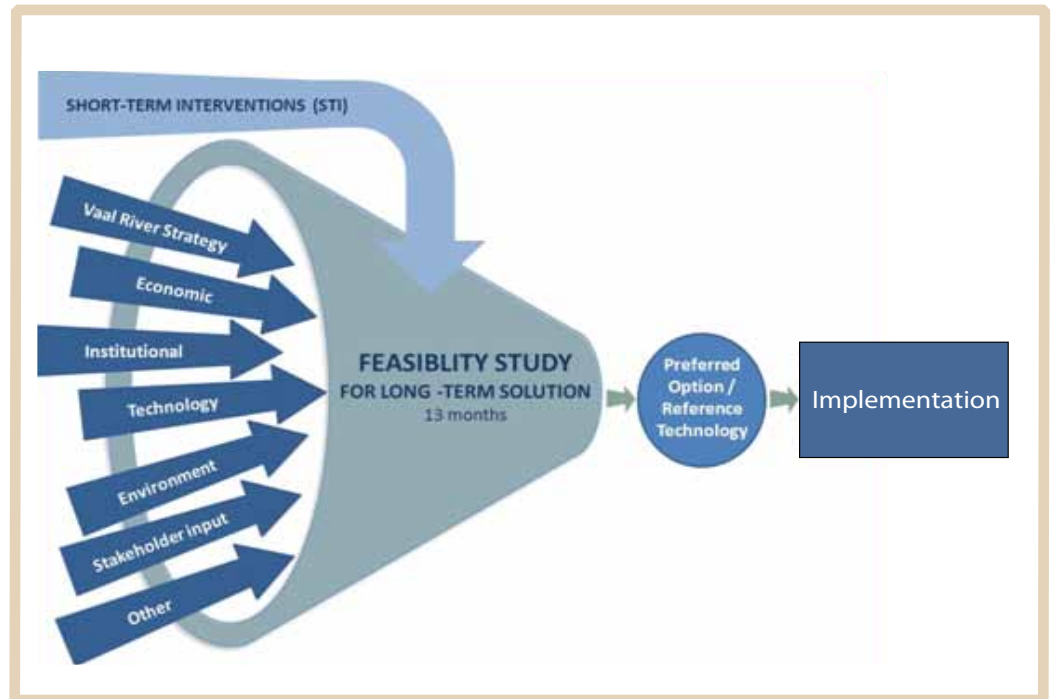 SHORT-TERM INTERVENTIONS (STI)
Vaal River Strategy
Economic
Institutional
Technology
Environment
Stakeholder input
Other
FEASIBLITY STUDY
FOR LONG -TERM SOLUTION
13 months
Preferred
Option /
Reference
Technology
Implementation